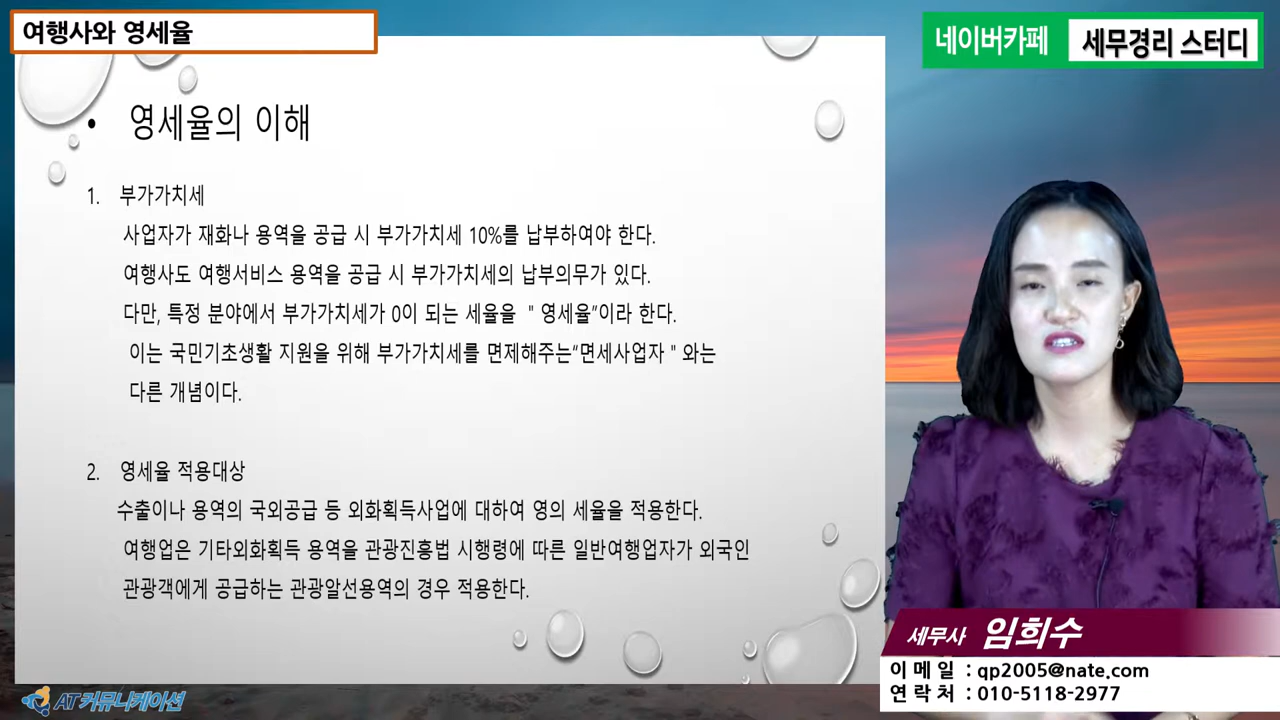 여행사와 영세율
네이버카페 세무경리 스터디
• 영세율의 이해
1. 부가가치세
사업자가 재화나 용역을 공급 시 부가가치세 10%를 납부하여야 한다.
여행사도 여행서비스 용역을 공급 시 부가가치세의 납부의무가 있다.
다만, 특정 분야에서 부가가치세가 0이 되는 세율을 " 영세율”이라 한다.
이는 국민기초생활 지원을 위해 부가가치세를 면제해주는“면세사업자 " 와는
다른 개념이다.
2. 영세율 적용대상
수출이나 용역의 국외공급 등 외화획득사업에 대하여 영의 세율을 적용한다.
여행업은 기타외화획득 용역을 관광진흥법 시행령에 따른 일반여행업자가 외국인
관광객에게 공급하는 관광알선용역의 경우 적용한다.
세무사 임희수
이 메 일 : qp2005@nate.com
연 락 처 : 010-5118-2977
AT커뮤니케이션